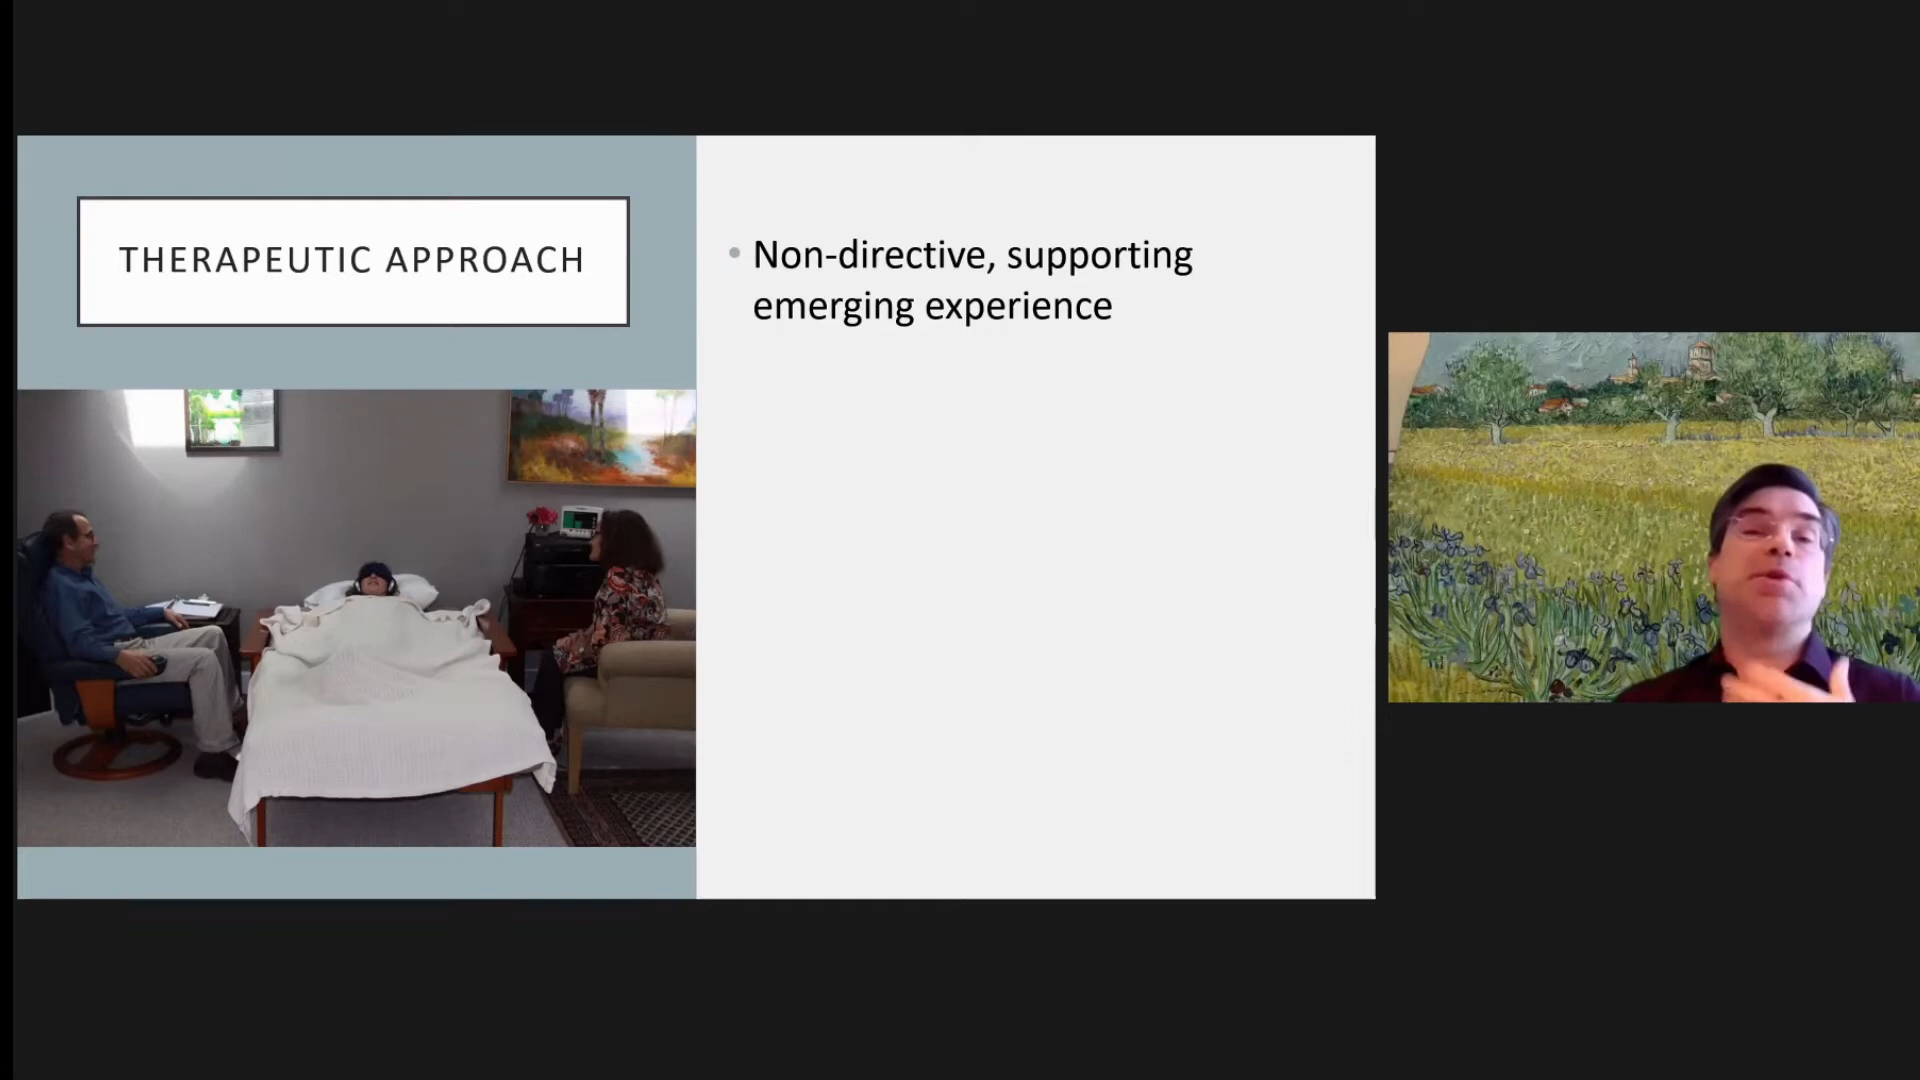 THERAPEUTIC APPROACH
• Non-directive, supporting
emerging experience